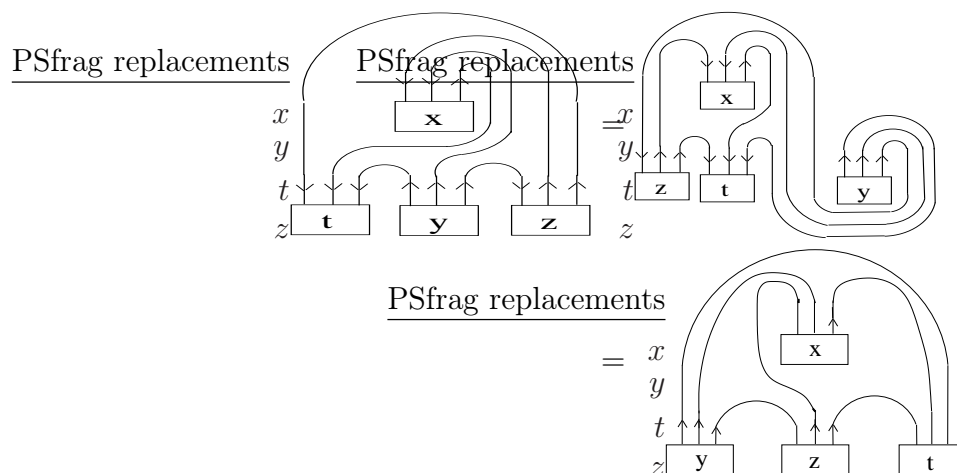 PSfrag replacements
x
y
t
z
x
t
y
z
=
PSfrag replacements
x
y
t
z
x
z
t
y
=
PSfrag replacements
x
y
t
z
x
y
z
t